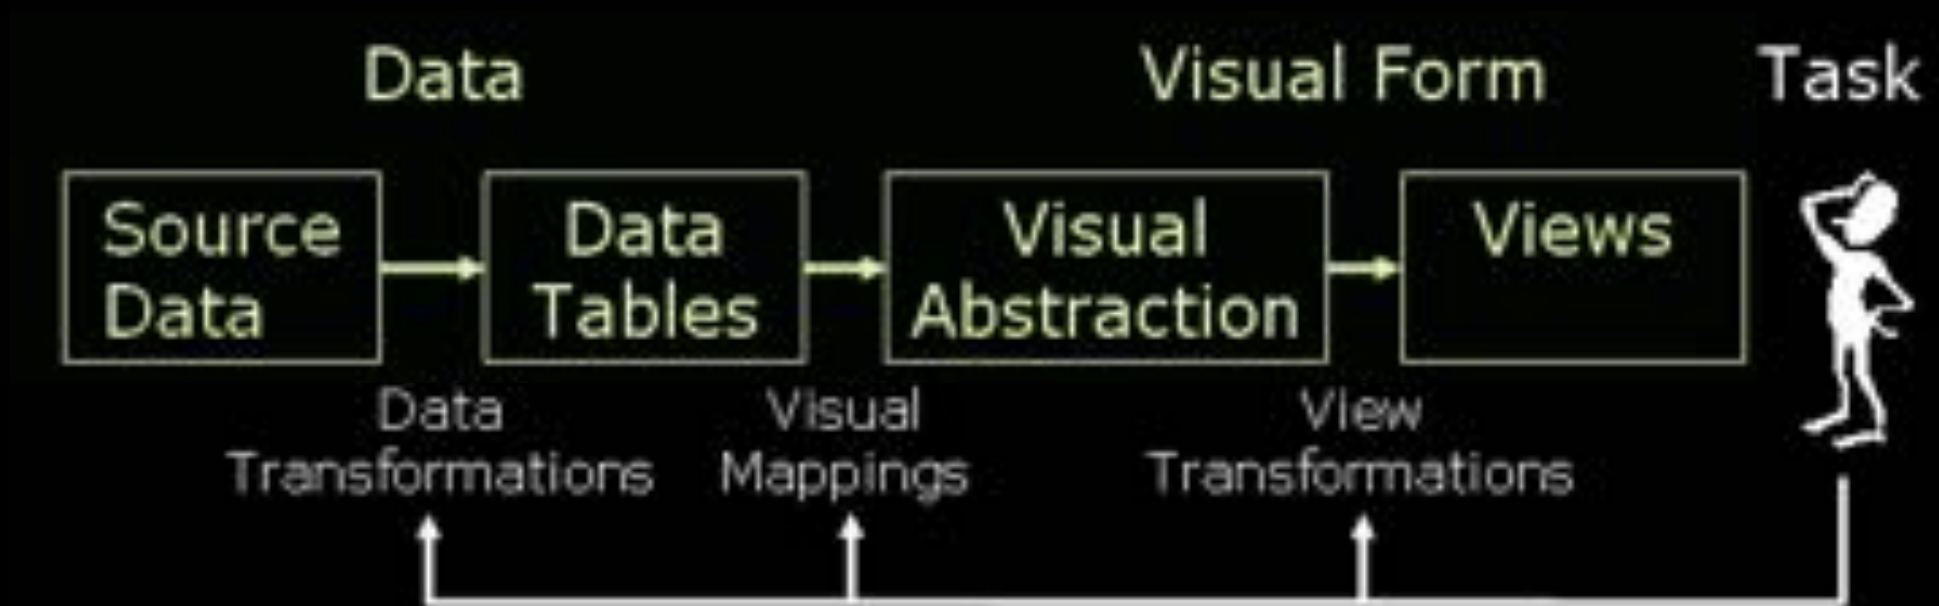 Data
Visual Form
Task
Source
Data
Data
Tables
Visual
Abstraction
Views
Data
Transformations
Visual
Mappings
View
Transformations